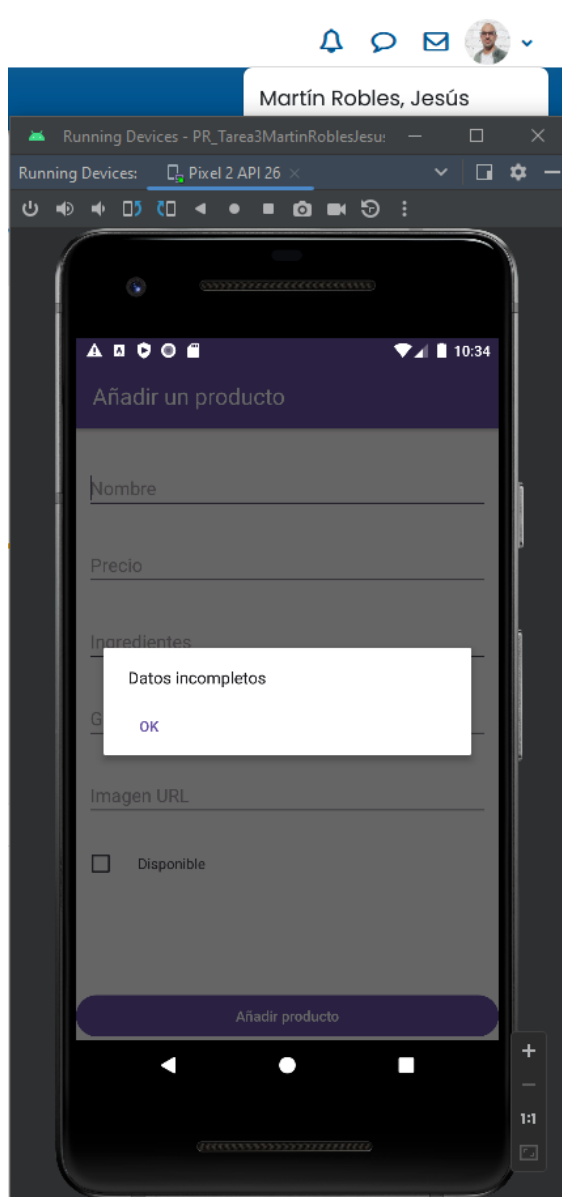 Martín Robles, Jesús
Running Devices - PR_Tarea3MartinRoblesJesu
Running Devices: Pixel 2 API 26
10:34
Añadir un producto
Nombre
Precio
Ingredientes
G
Datos incompletos
OK
Imagen URL
Disponible
Añadir producto
1:1